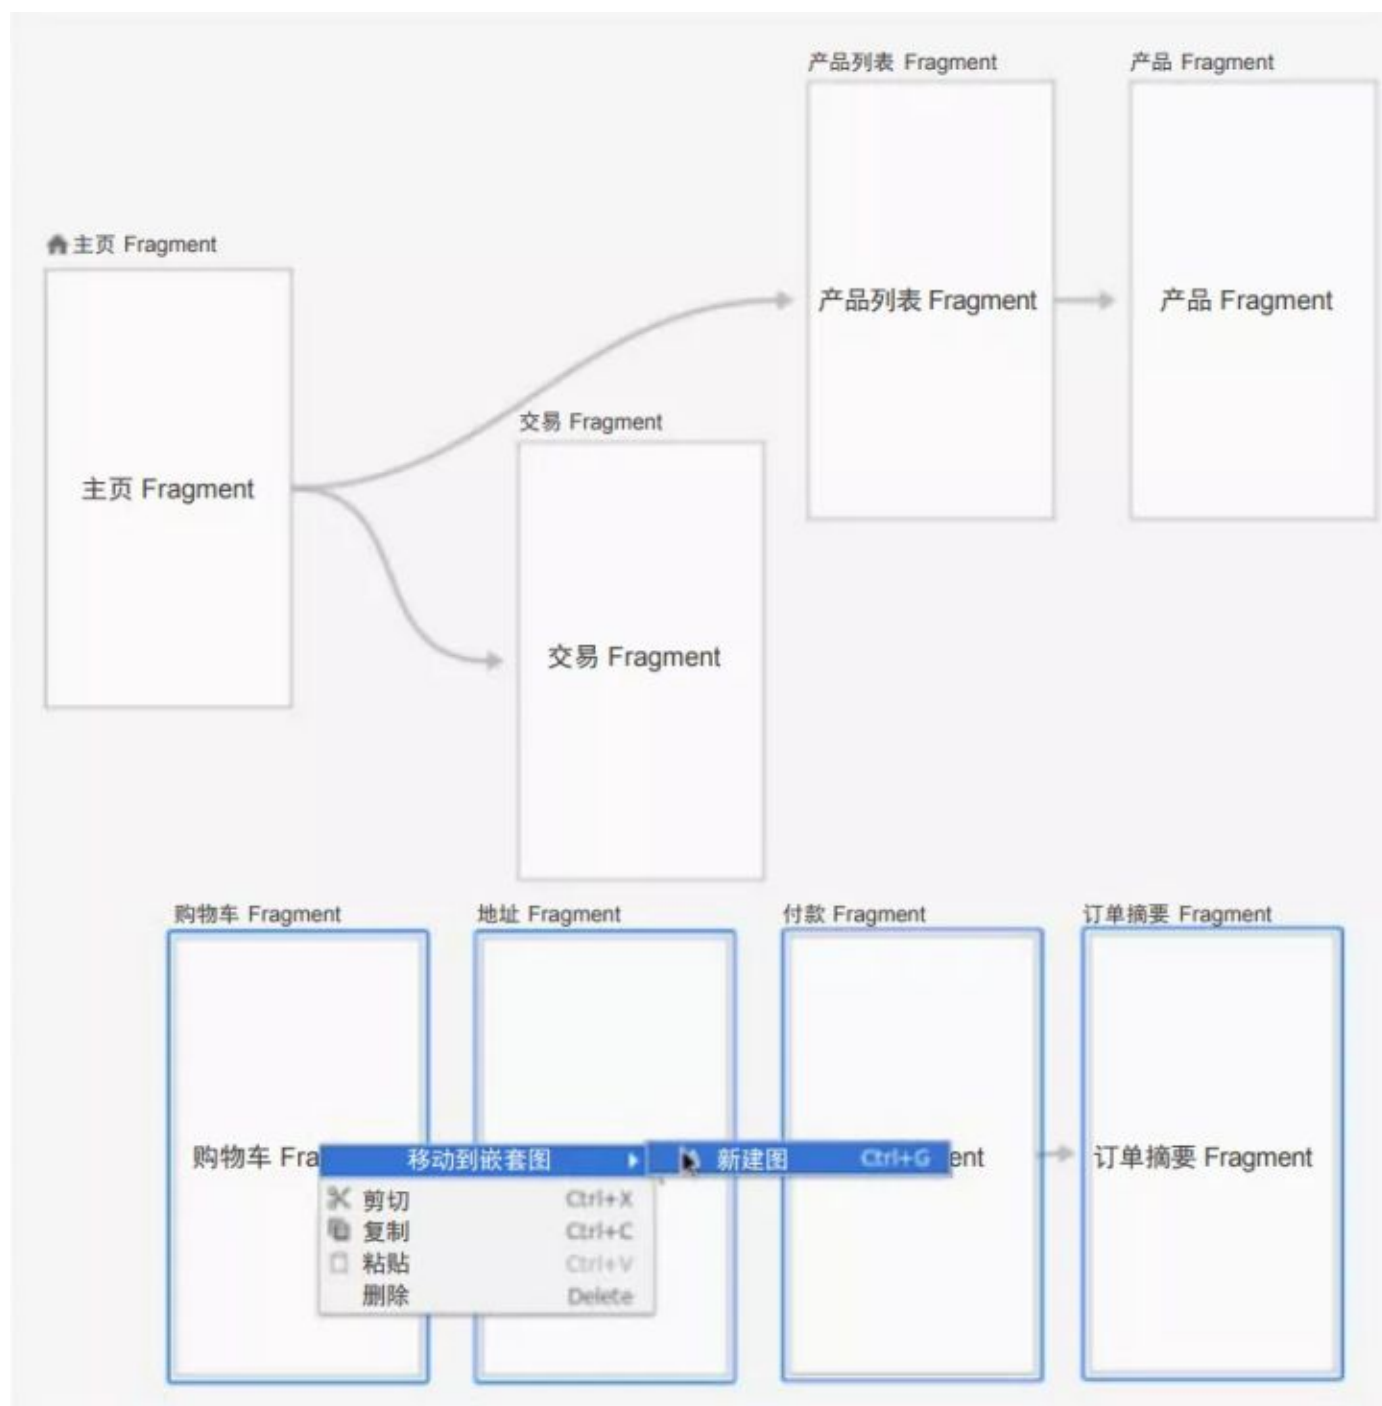 产品列表 Fragment
产品 Fragment
主页 Fragment
产品列表 Fragment
产品 Fragment
交易 Fragment
主页 Fragment
交易 Fragment
购物车 Fragment
地址 Fragment
付款 Fragment
订单摘要 Fragment
购物车 Fra
移动到嵌套图
新建图 Ctrl+G
ent
订单摘要 Fragment
剪切 Ctrl+X
复制 Ctrl+C
粘贴 Ctrl+V
删除 Delete